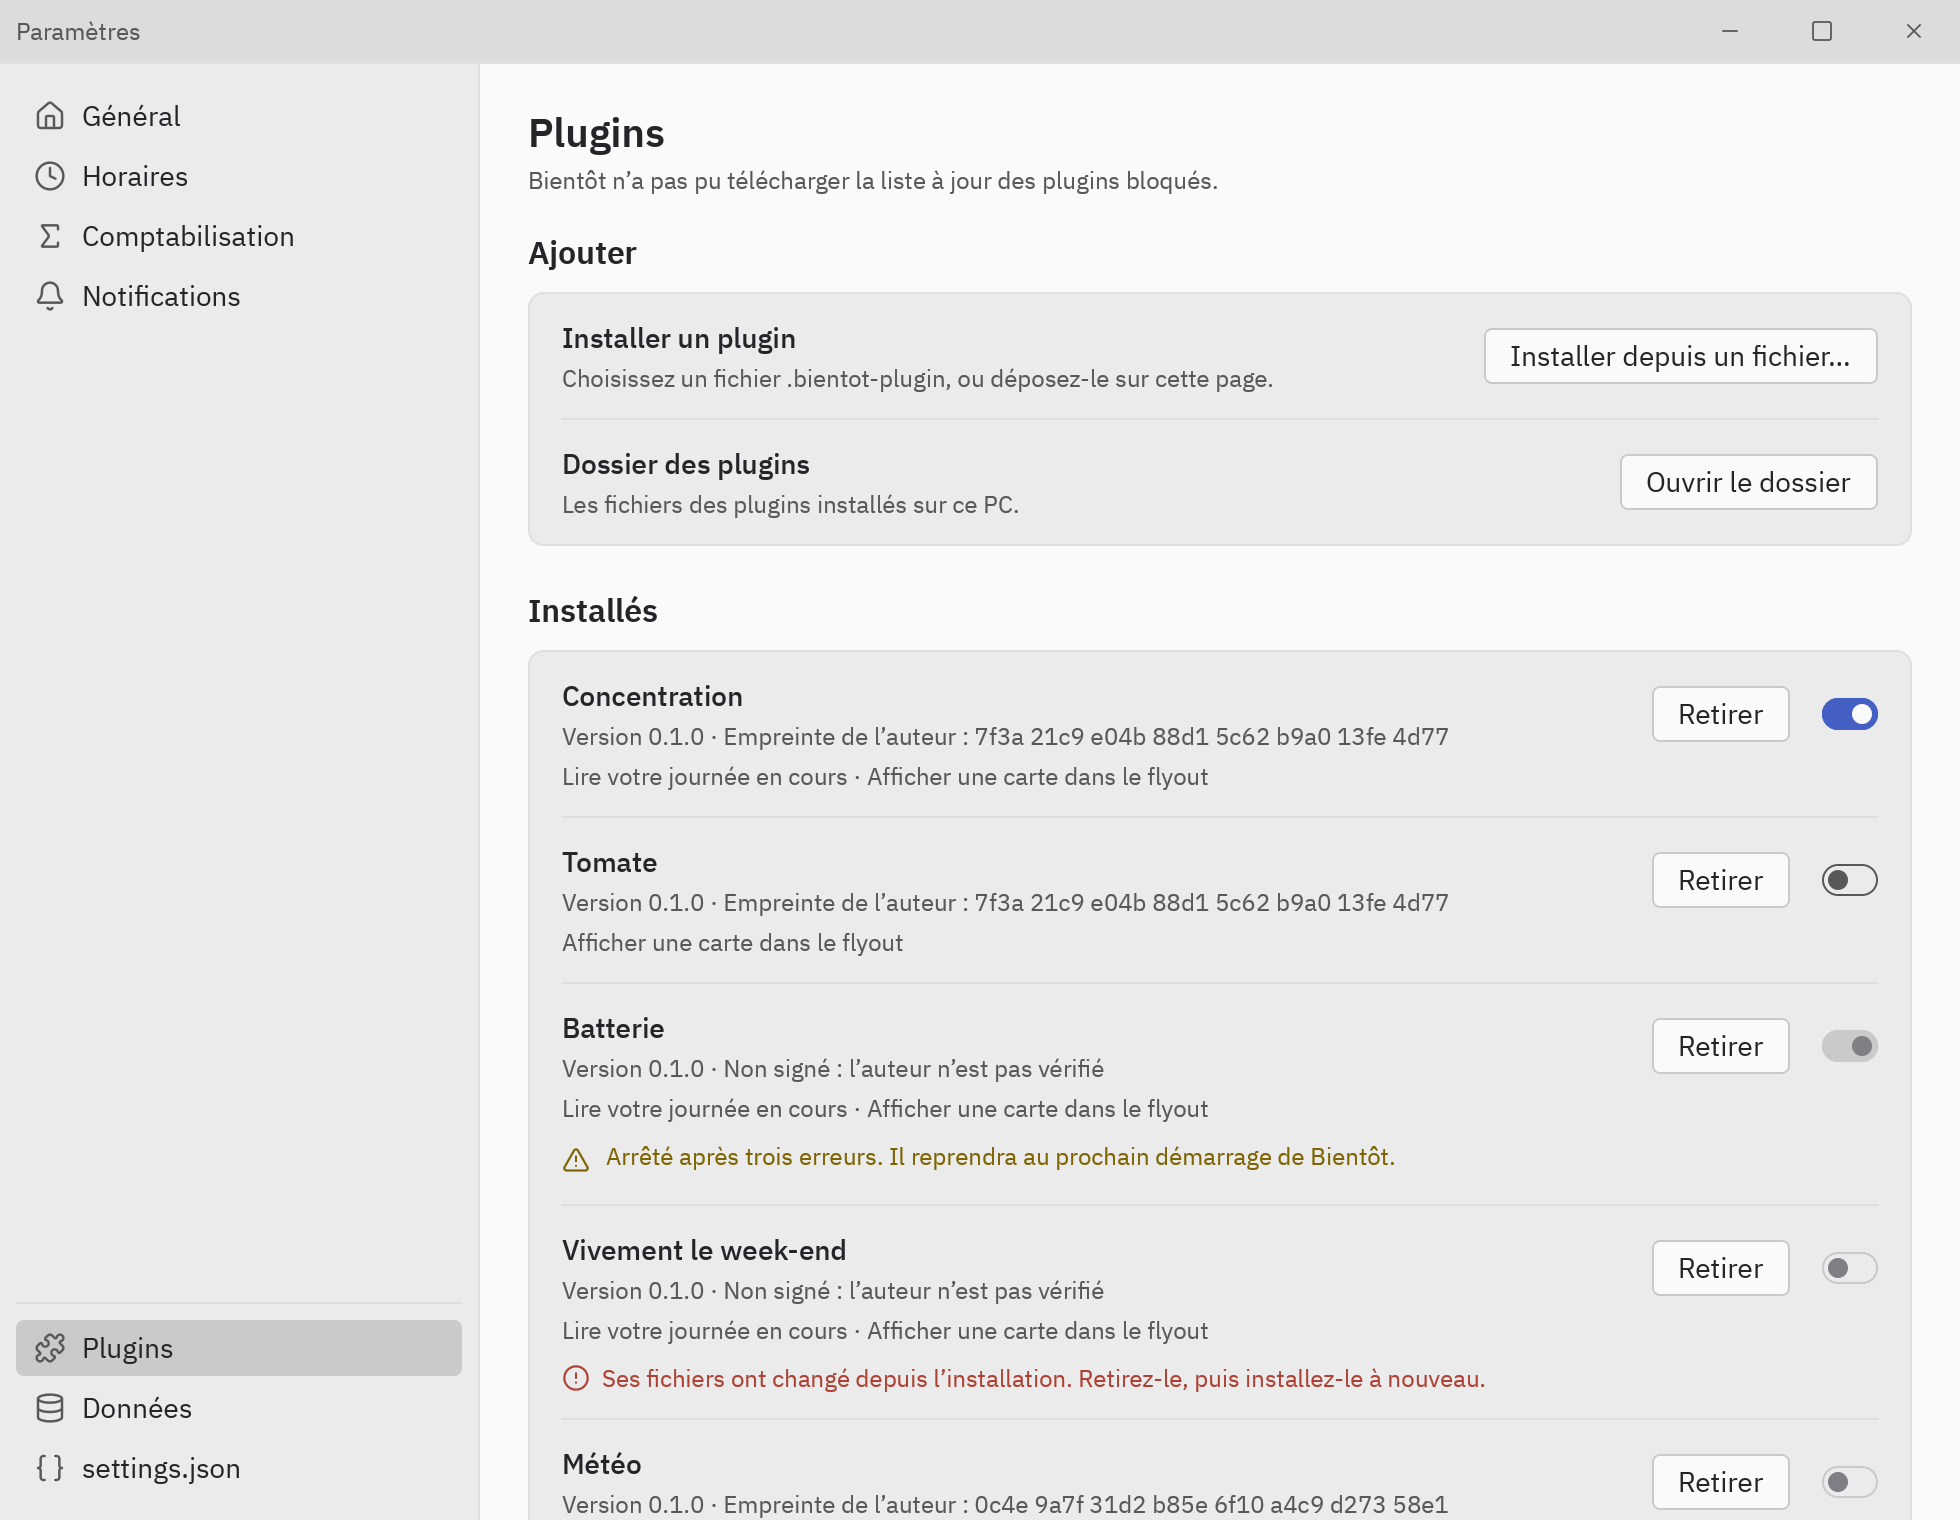 Paramètres
Général
Horaires
Comptabilisation
Notifications
Plugins
Données
settings.json
Plugins
Bientôt n’a pas pu télécharger la liste à jour des plugins bloqués.
Ajouter
Installer un plugin
Choisissez un fichier .bientot-plugin, ou déposez-le sur cette page.
Installer depuis un fichier…
Dossier des plugins
Les fichiers des plugins installés sur ce PC.
Ouvrir le dossier
Installés
Concentration
Version 0.1.0 · Empreinte de l’auteur : 7f3a 21c9 e04b 88d1 5c62 b9a0 13fe 4d77
Lire votre journée en cours · Afficher une carte dans le flyout
Retirer
Tomate
Version 0.1.0 · Empreinte de l’auteur : 7f3a 21c9 e04b 88d1 5c62 b9a0 13fe 4d77
Afficher une carte dans le flyout
Retirer
Batterie
Version 0.1.0 · Non signé : l’auteur n’est pas vérifié
Lire votre journée en cours · Afficher une carte dans le flyout
Arrêté après trois erreurs. Il reprendra au prochain démarrage de Bientôt.
Retirer
Vivement le week-end
Version 0.1.0 · Non signé : l’auteur n’est pas vérifié
Lire votre journée en cours · Afficher une carte dans le flyout
Ses fichiers ont changé depuis l’installation. Retirez-le, puis installez-le à nouveau.
Retirer
Météo
Version 0.1.0 · Empreinte de l’auteur : 0c4e 9a7f 31d2 b85e 6f10 a4c9 d273 58e1
Retirer